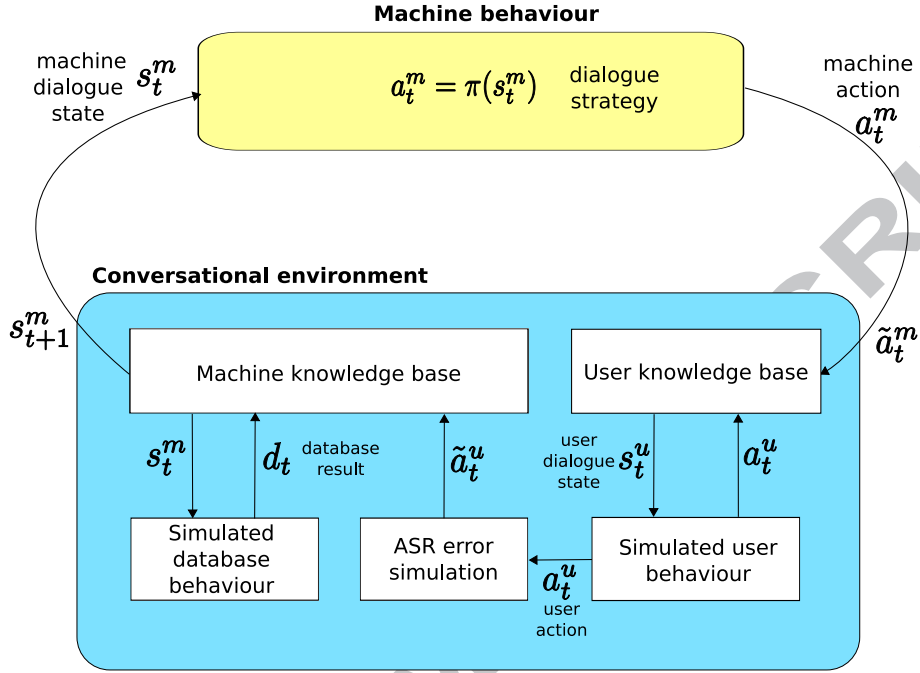 Machine behaviour
machine
dialogue
state
s_t^m
a_t^m = π(s_t^m)
dialogue
strategy
machine
action
a_t^m
Conversational environment
s_{t+1}^m
ã_t^m
Machine knowledge base
User knowledge base
s_t^m
d_t
database
result
ã_t^u
user
dialogue
state
s_t^u
a_t^u
Simulated
database
behaviour
ASR error
simulation
Simulated user
behaviour
a_t^u
user
action